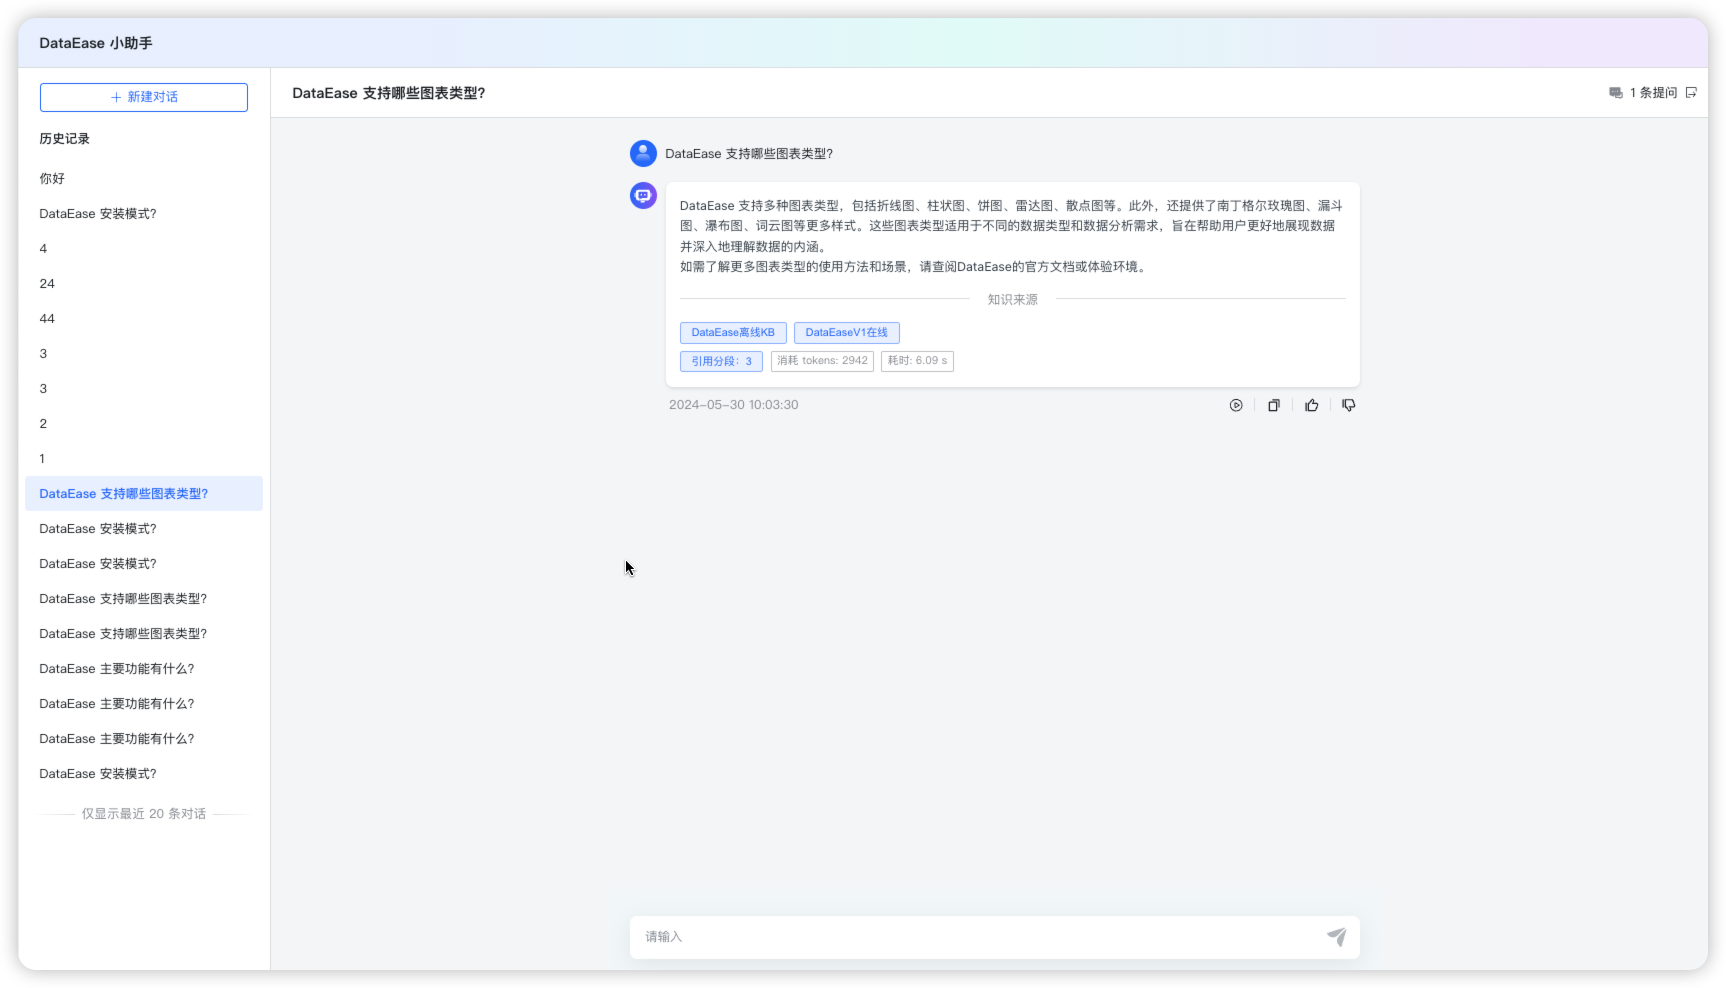 DataEase 小助手
新建对话
历史记录
你好
DataEase 安装模式?
4
24
44
3
3
2
1
DataEase 支持哪些图表类型?
DataEase 安装模式?
DataEase 安装模式?
DataEase 支持哪些图表类型?
DataEase 支持哪些图表类型?
DataEase 主要功能有什么?
DataEase 主要功能有什么?
DataEase 主要功能有什么?
DataEase 安装模式?
仅显示最近 20 条对话
DataEase 支持哪些图表类型?
1 条提问
DataEase 支持哪些图表类型?
DataEase 支持多种图表类型，包括折线图、柱状图、饼图、雷达图、散点图等。此外，还提供了南丁格尔玫瑰图、漏斗
图、瀑布图、词云图等更多样式。这些图表类型适用于不同的数据类型和数据分析需求，旨在帮助用户更好地展现数据
并深入地理解数据的内涵。
如需了解更多图表类型的使用方法和场景，请查阅DataEase的官方文档或体验环境。
知识来源
DataEase离线KB DataEaseV1在线
引用分段：3 消耗 tokens: 2942 耗时: 6.09 s
2024-05-30 10:03:30
请输入